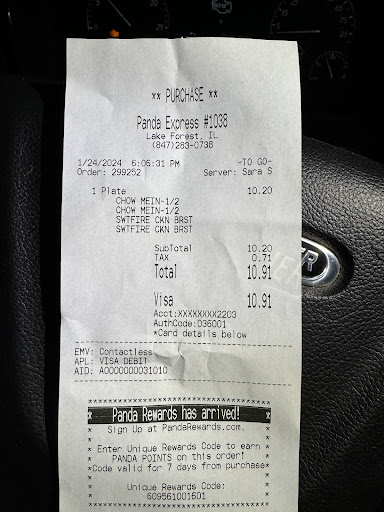 ** PURCHASE **
Panda Express #1038
Lake Forest, IL
(847)283-0738
1/24/2024 6:06:31 PM -TO GO-
Order: 299252 Server: Sara S
1 Plate 10.20
CHOW MEIN-1/2
CHOW MEIN-1/2
SWTFIRE CKN BRST
SWTFIRE CKN BRST
SubTotal 10.20
TAX 0.71
Total 10.91
Visa 10.91
Acct:XXXXXXXX2203
AuthCode:036001
*Card details below
EMV: Contactless
APL: VISA DEBIT
AID: A0000000031010
Panda Rewards has arrived!
* Sign Up at PandaRewards.com. *
* Enter Unique Rewards Code to earn *
* PANDA POINTS on this order! *
*Code valid for 7 days from purchase*
* Unique Rewards Code: *
* 609561001601 *